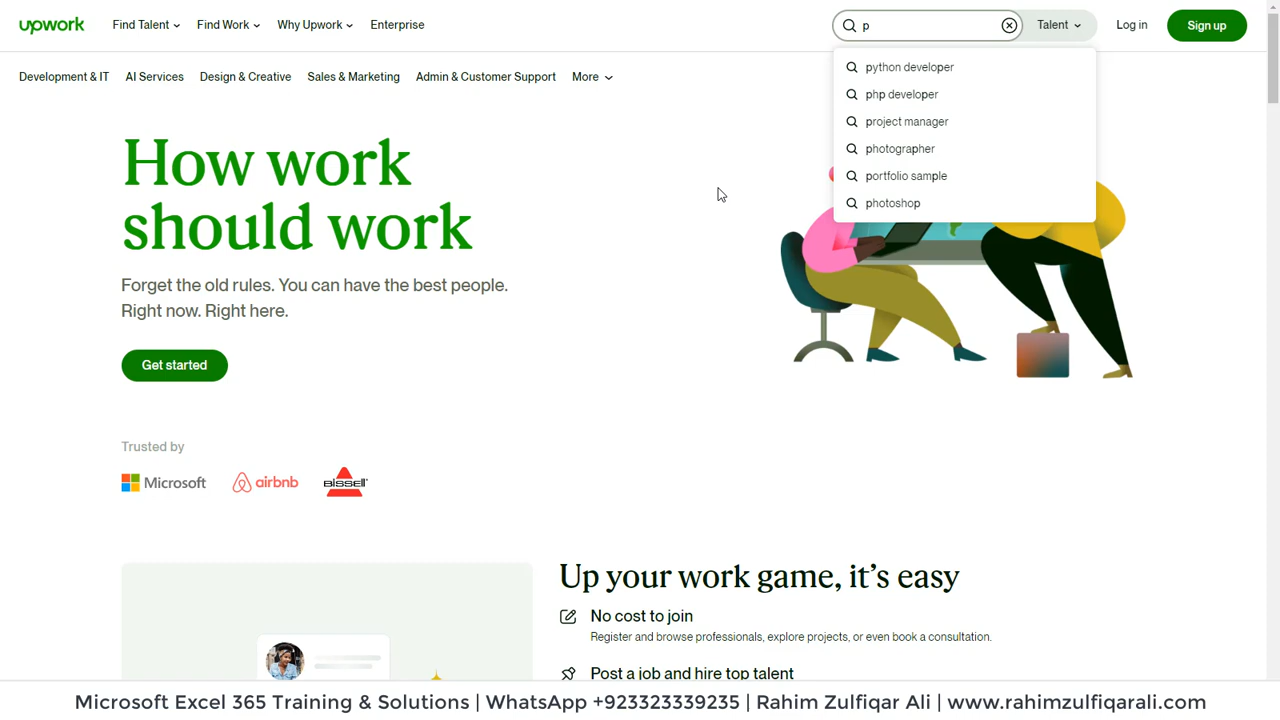 upwork Find Talent Find Work Why Upwork Enterprise p Talent Log in Sign up
Development & IT AI Services Design & Creative Sales & Marketing Admin & Customer Support More
python developer
php developer
project manager
photographer
portfolio sample
photoshop
How work
should work
Forget the old rules. You can have the best people.
Right now. Right here.
Get started
Trusted by
Microsoft airbnb BISSELL
Up your work game, it's easy
No cost to join
Register and browse professionals, explore projects, or even book a consultation.
Post a job and hire top talent
Microsoft Excel 365 Training & Solutions | WhatsApp +923323339235 | Rahim Zulfiqar Ali | www.rahimzulfiqarali.com